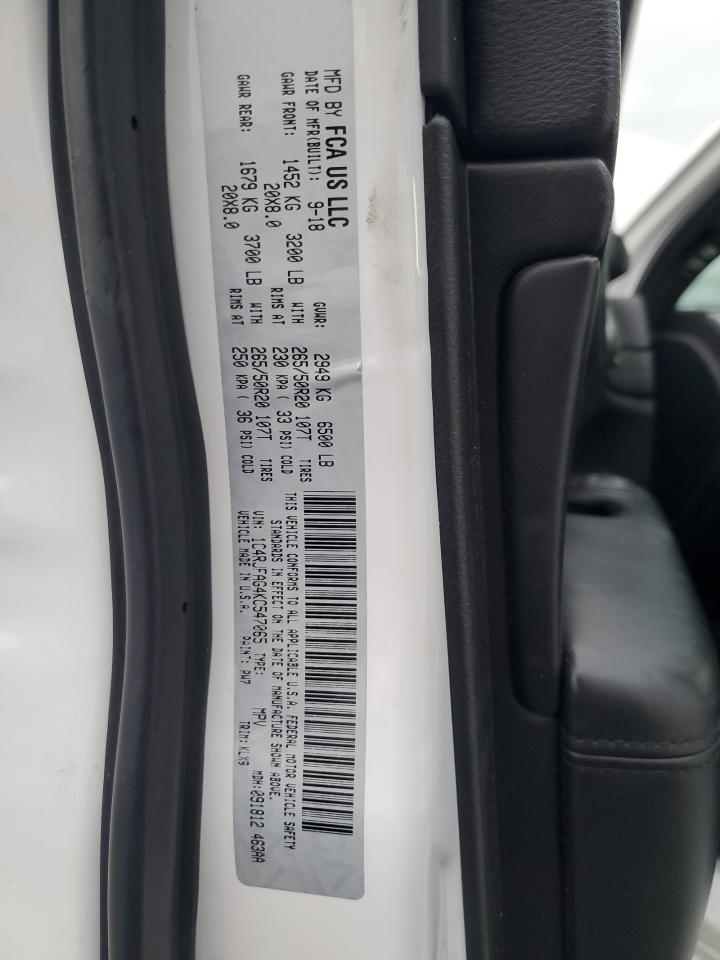 MFD BY FCA US LLC
DATE OF MFR(BUILT): 9-18 GVWR: 2949 KG 6500 LB
GAWR FRONT: 1452 KG 3200 LB WITH 265/50R20 107T TIRES
20X8.0 RIMS AT 230 KPA ( 33 PSI) COLD
GAWR REAR: 1679 KG 3700 LB WITH 265/50R20 107T TIRES
20X8.0 RIMS AT 250 KPA ( 36 PSI) COLD
THIS VEHICLE CONFORMS TO ALL APPLICABLE U.S.A. FEDERAL MOTOR VEHICLE SAFETY
STANDARDS IN EFFECT ON THE DATE OF MANUFACTURE SHOWN ABOVE.
VIN: 1C4RJFAG4KC547065 TYPE: MPV MDH:091812 463AA
VEHICLE MADE IN U.S.A. PAINT: PW7 TRIM: KLX9